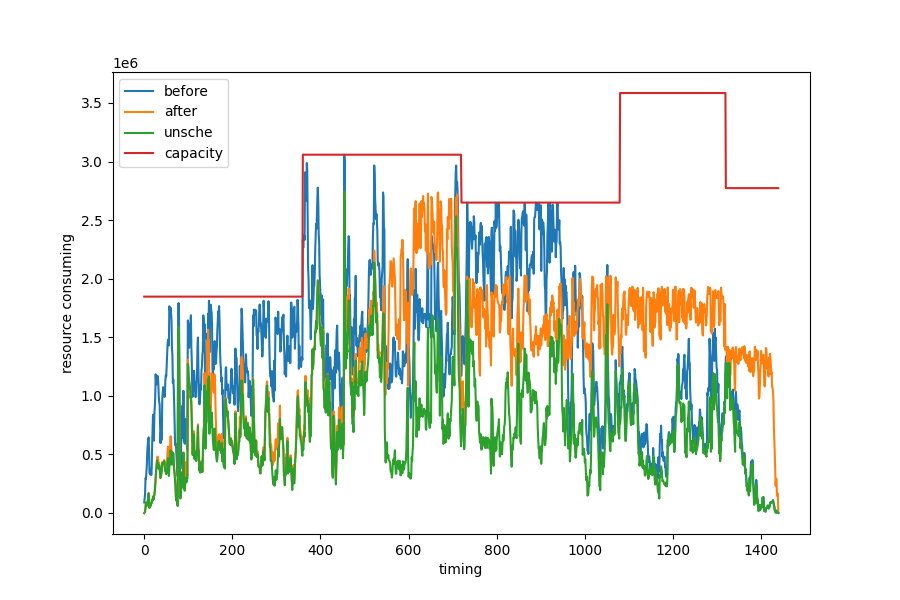 1e6
before
after
unsche
capacity
3.5
3.0
2.5
2.0
1.5
1.0
0.5
0.0
resource consuming
0 200 400 600 800 1000 1200 1400
timing